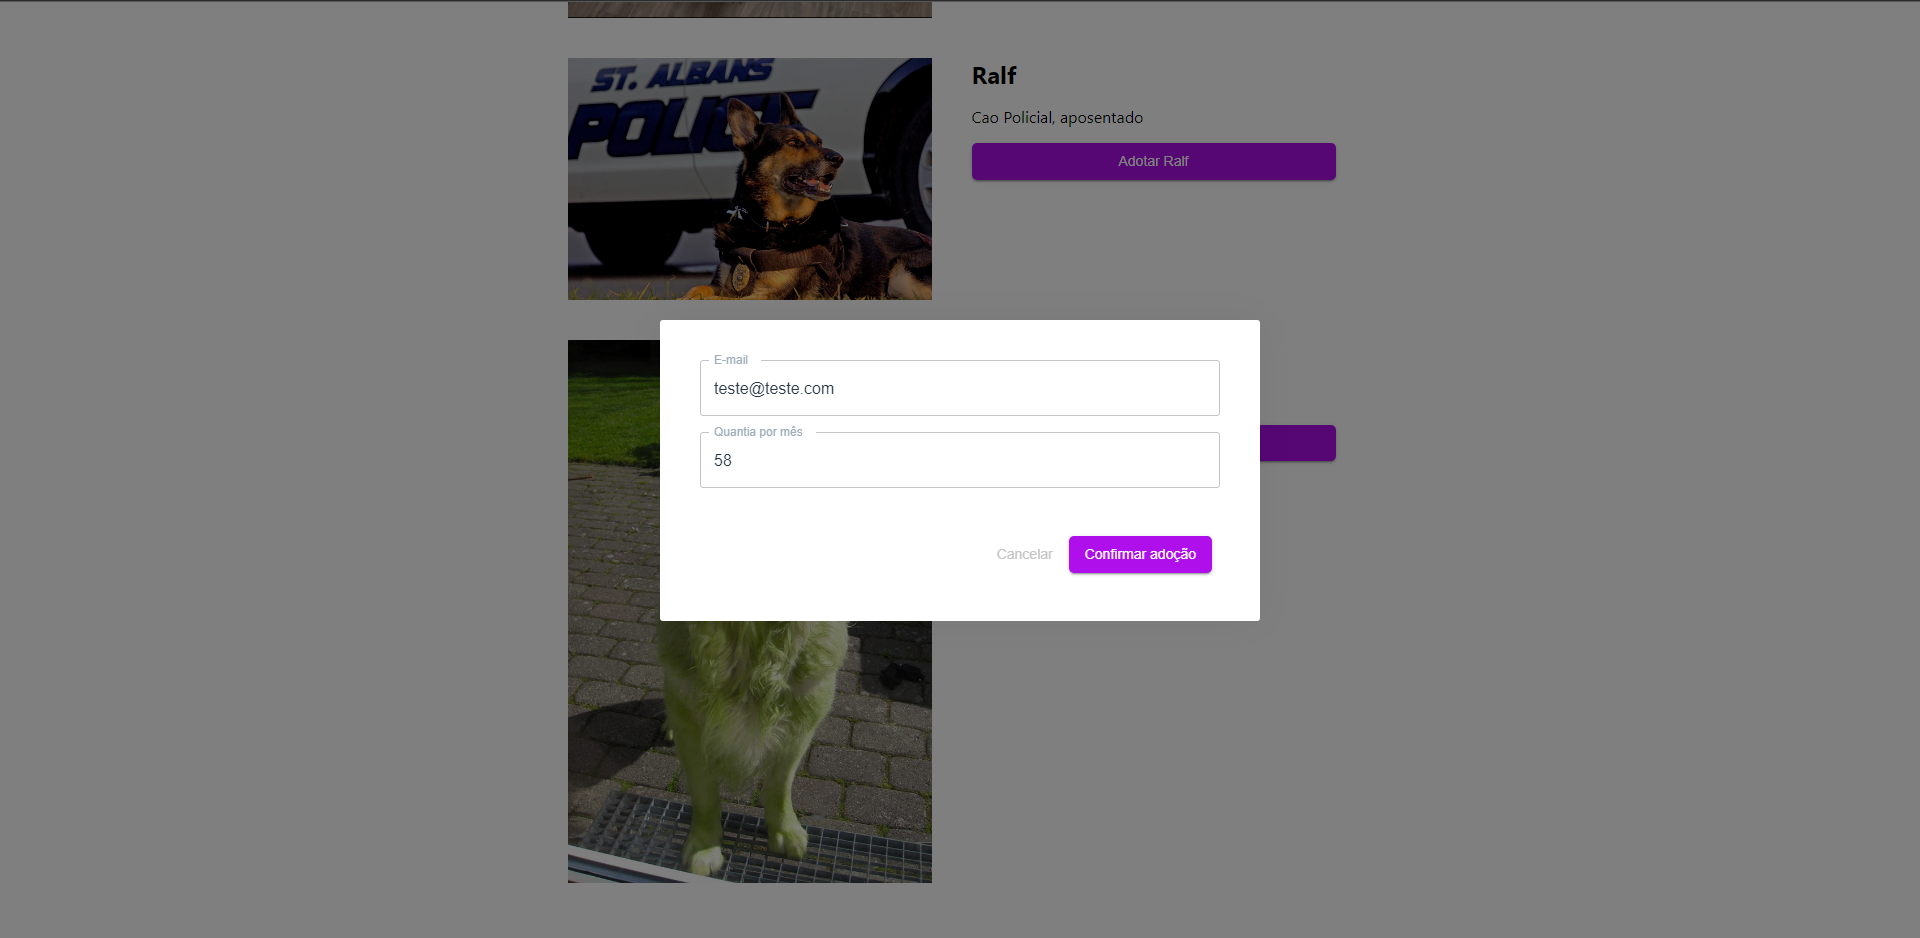 ST. ALBANS
POLICE
Ralf
Cao Policial, aposentado
Adotar Ralf
E-mail
teste@teste.com
Quantia por mês
58
Cancelar
Confirmar adoção